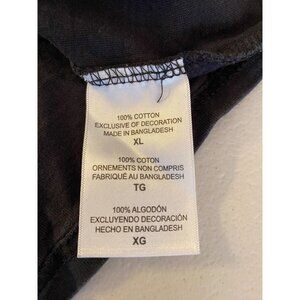 100% COTTON
EXCLUSIVE OF DECORATION
MADE IN BANGLADESH
XL
100% COTON
ORNEMENTS NON COMPRIS
FABRIQUÉ AU BANGLADESH
TG
100% ALGODÓN
EXCLUYENDO DECORACIÓN
HECHO EN BANGLADESH
XG